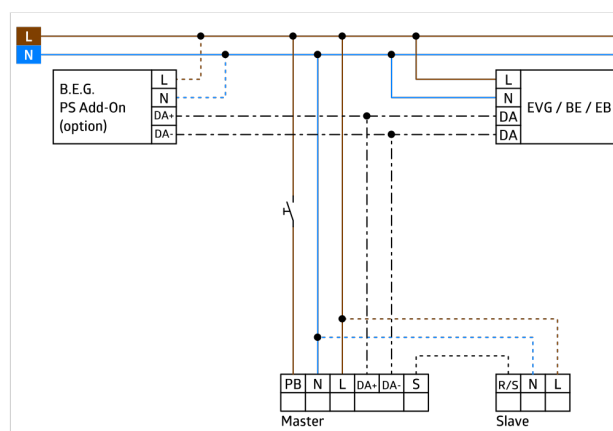 L
N
B.E.G.
PS Add-On
(option)
L
N
DA+
DA-
L
N
DA
DA
EVG / BE / EB
PB N L DA+ DA- S
Master
R/S N L
Slave